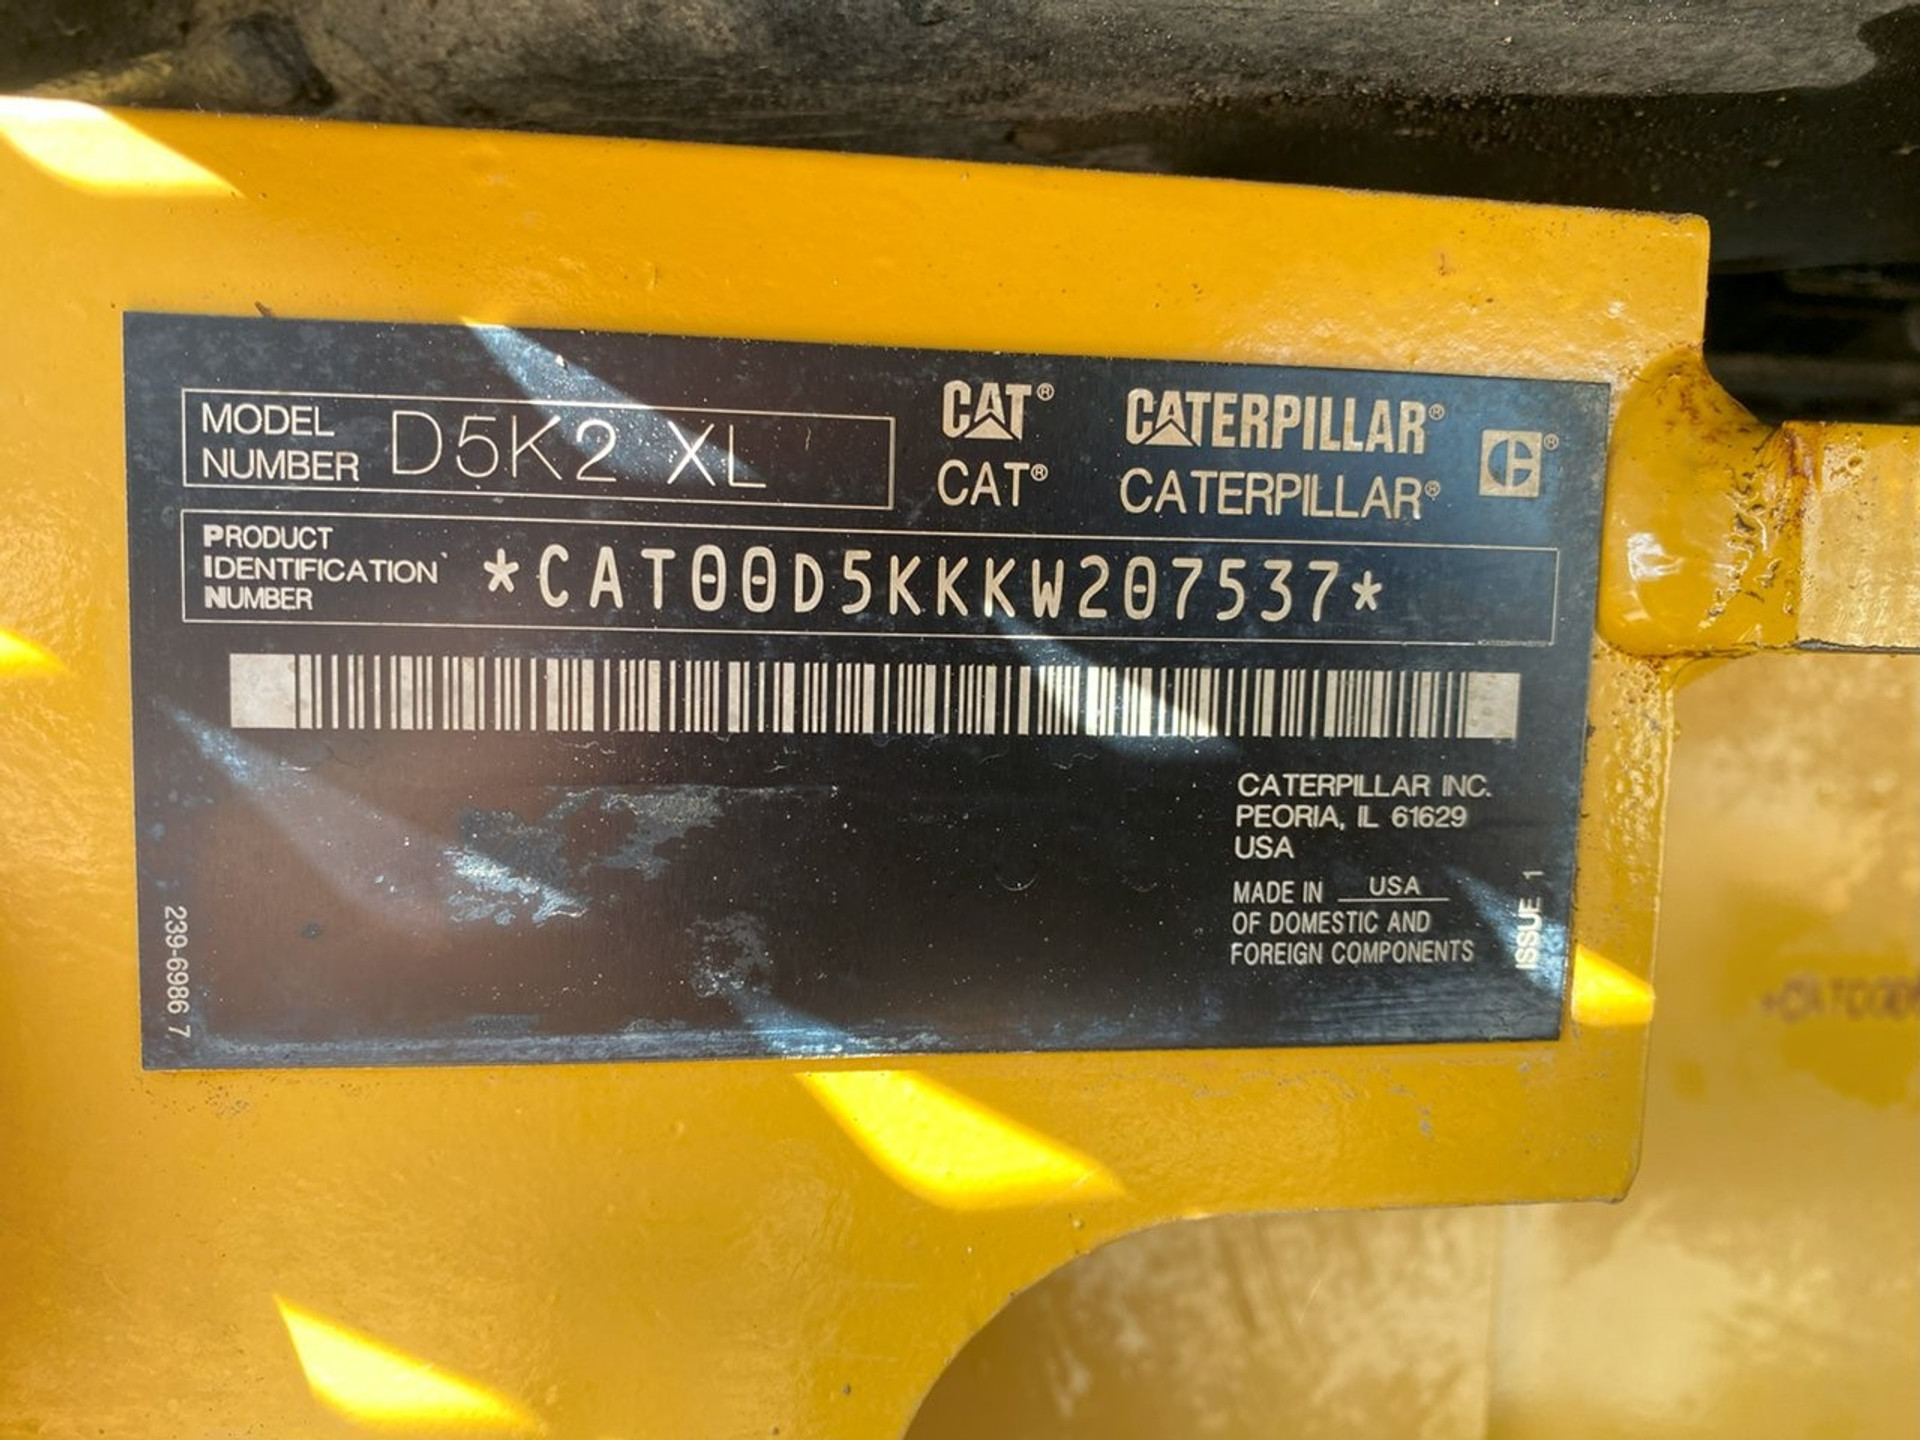 MODEL NUMBER D5K2 XL
CAT® CATERPILLAR® ®
CAT® CATERPILLAR®
PRODUCT IDENTIFICATION NUMBER *CAT00D5KKKKW207537*
CATERPILLAR INC.
PEORIA, IL 61629
USA
MADE IN USA
OF DOMESTIC AND
FOREIGN COMPONENTS
ISSUE 1
239-6986 7